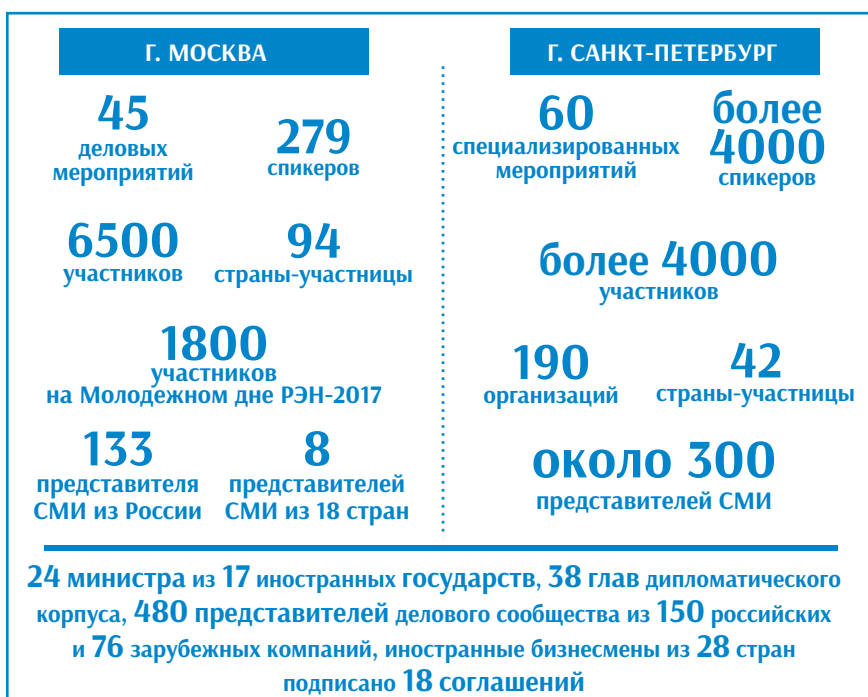 Г. МОСКВА
45
деловых
мероприятий
279
спикеров
6500
участников
94
страны-участницы
1800
участников
на Молодежном дне РЭН-2017
133
представителя
СМИ из России
8
представителей
СМИ из 18 стран
Г. САНКТ-ПЕТЕРБУРГ
60
специализированных
мероприятий
более
4000
спикеров
более 4000
участников
190
организаций
42
страны-участницы
около 300
представителей СМИ
24 министра из 17 иностранных государств, 38 глав дипломатического
корпуса, 480 представителей делового сообщества из 150 российских
и 76 зарубежных компаний, иностранные бизнесмены из 28 стран
подписано 18 соглашений